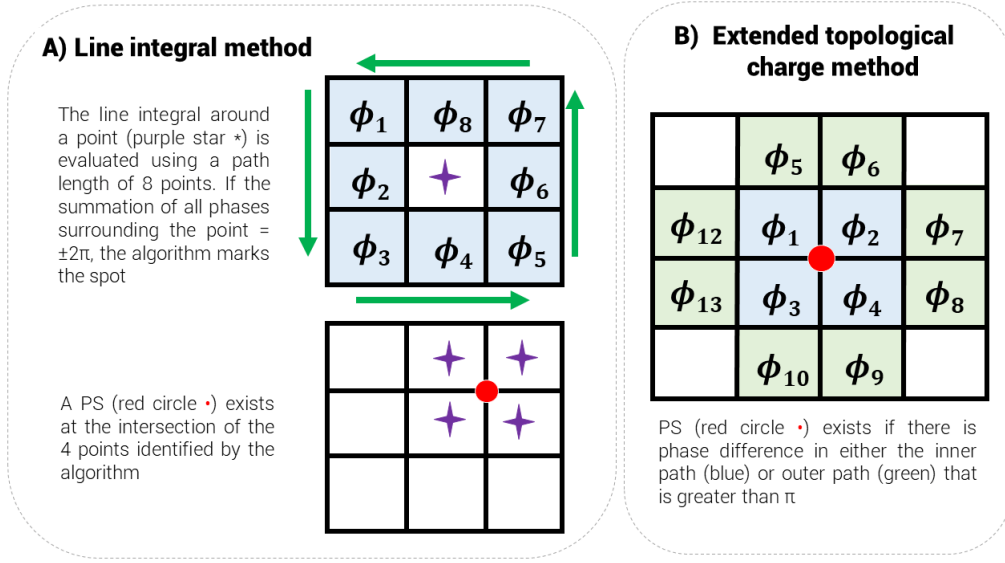 A) Line integral method
The line integral around
a point (purple star ⋆) is
evaluated using a path
length of 8 points. If the
summation of all phases
surrounding the point =
±2π, the algorithm marks
the spot
ϕ1 ϕ8 ϕ7
ϕ2 ϕ6
ϕ3 ϕ4 ϕ5
A PS (red circle •) exists
at the intersection of the
4 points identified by the
algorithm
B) Extended topological
charge method
ϕ5 ϕ6
ϕ12 ϕ1 ϕ2 ϕ7
ϕ13 ϕ3 ϕ4 ϕ8
ϕ10 ϕ9
PS (red circle •) exists if there is
phase difference in either the inner
path (blue) or outer path (green) that
is greater than π